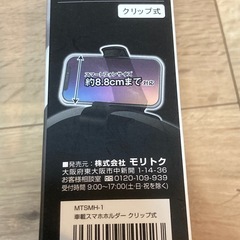 クリップ式
スマートフォンサイズ
約8.8cmまで対応
発売元：株式会社 モリトク
大阪府東大阪市中新開 1-14-36
お客様相談室 0120-109-939
受付時間 9:00～17:00(土・日・祝を除く)
MTSMH-1
車載スマホホルダー クリップ式